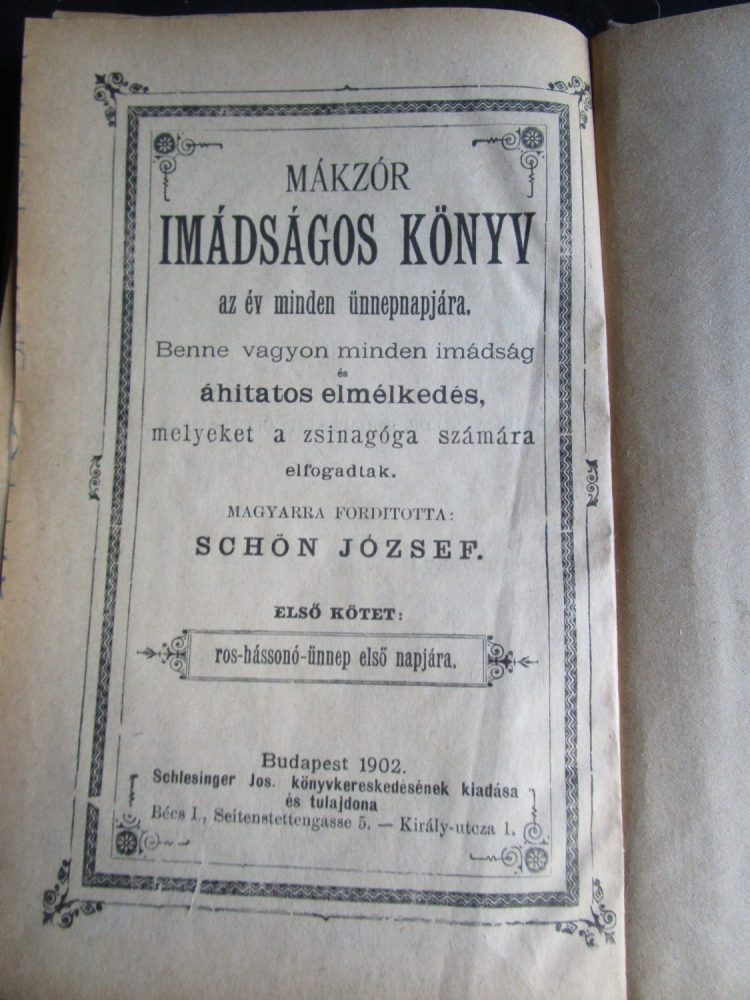 MÁKZÓR
IMÁDSÁGOS KÖNYV
az év minden ünnepnapjára.
Benne vagyon minden imádság
és
áhitatos elmélkedés,
melyeket a zsinagóga számára
elfogadtak.
MAGYARRA FORDITOTTA:
SCHÖN JÓZSEF.
ELSŐ KÖTET:
ros-hássonó-ünnep első napjára.
Budapest 1902.
Schlesinger Jos. könyvkereskedésének kiadása
és tulajdona
Bécs I., Seitenstettengasse 5. — Király-utcza 1.